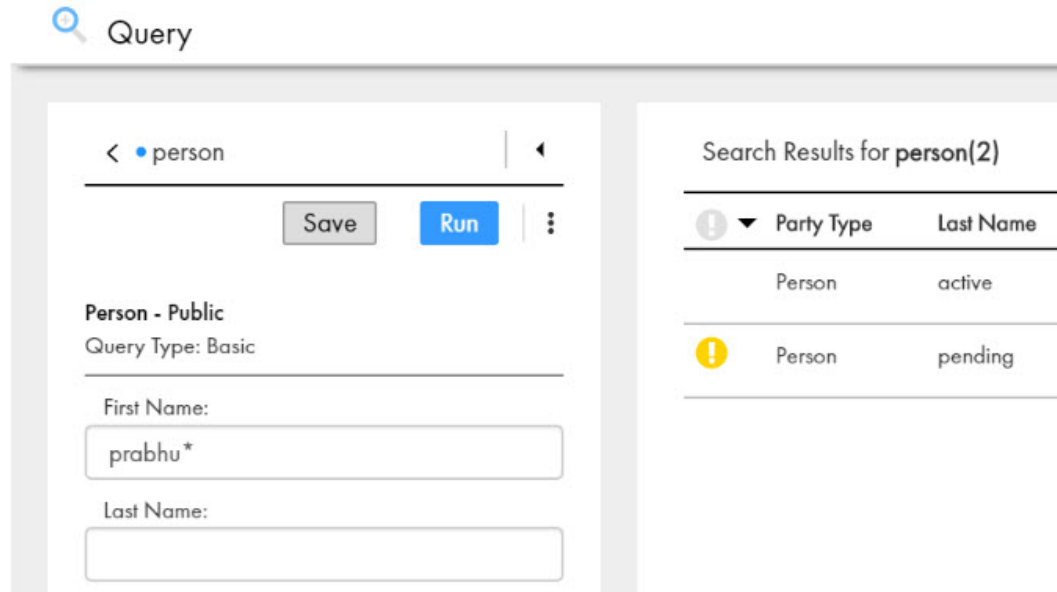 Query
person
Save Run
Person - Public
Query Type: Basic
First Name:
prabhu*
Last Name:
Search Results for person(2)
Party Type Last Name
Person active
Person pending